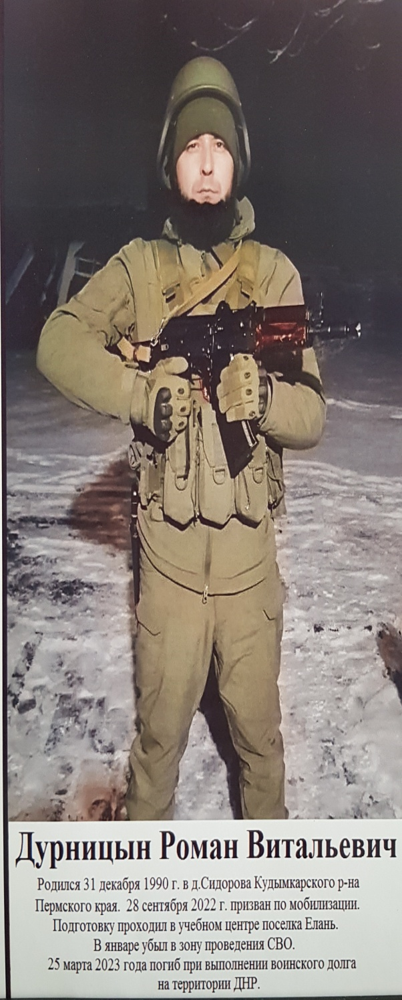 Дурницын Роман Витальевич
Родился 31 декабря 1990 г. в д.Сидорова Кудымкарского р-на
Пермского края. 28 сентября 2022 г. призван по мобилизации.
Подготовку проходил в учебном центре поселка Елань.
В январе убыл в зону проведения СВО.
25 марта 2023 года погиб при выполнении воинского долга
на территории ДНР.